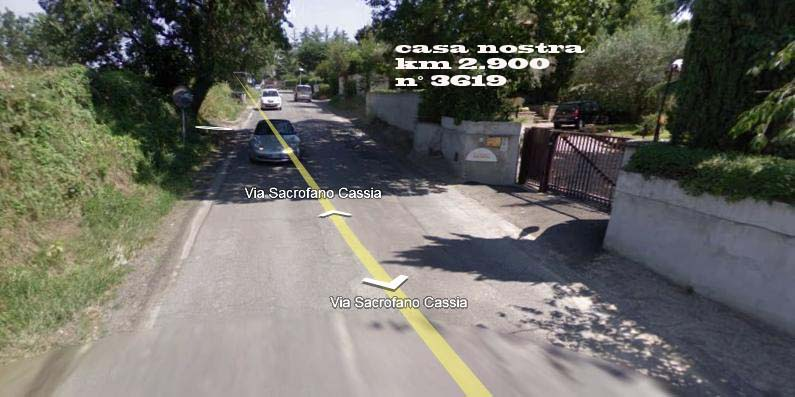 casa nostra
km 2,900
n° 3619
Via Sacrofano Cassia
Via Sacrofano Cassia